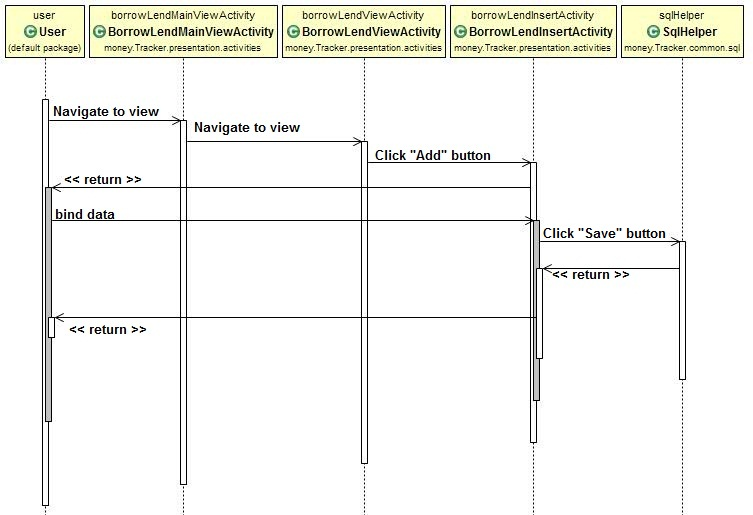 user
C User
(default package)
borrowLendMainViewActivity
C BorrowLendMainViewActivity
money.Tracker.presentation.activities
borrowLendViewActivity
C BorrowLendViewActivity
money.Tracker.presentation.activities
borrowLendInsertActivity
C BorrowLendInsertActivity
money.Tracker.presentation.activities
sqlHelper
C SqlHelper
money.Tracker.common.sql
Navigate to view
Navigate to view
Click "Add" button
<< return >>
bind data
Click "Save" button
<< return >>
<< return >>